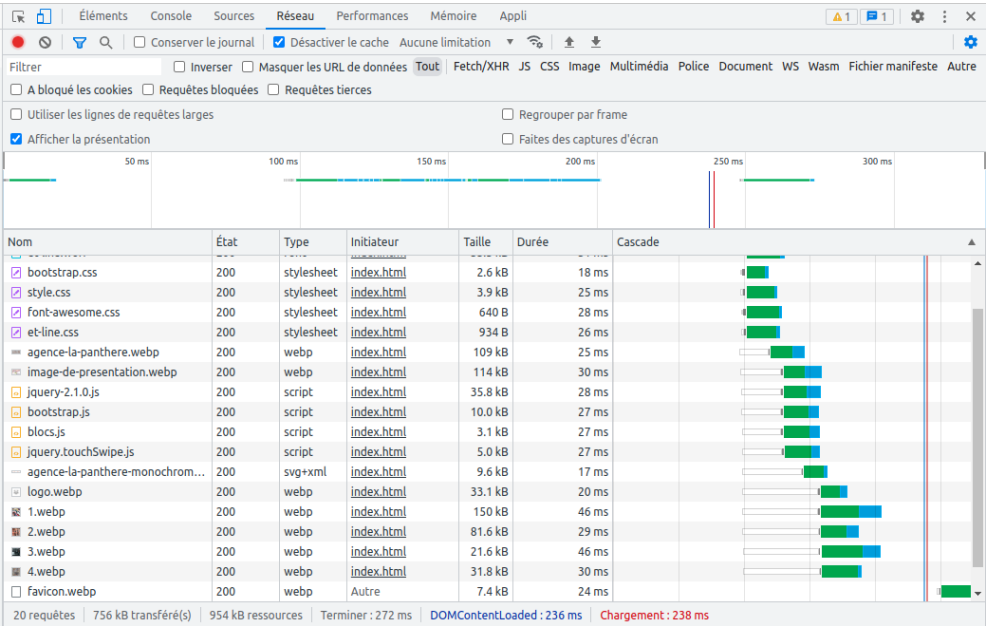 Éléments Console Sources Réseau Performances Mémoire Appli 1 1
Conserver le journal Désactiver le cache Aucune limitation
Filtrer Inverser Masquer les URL de données Tout Fetch/XHR JS CSS Image Multimédia Police Document WS Wasm Fichier manifeste Autre
A bloqué les cookies Requêtes bloquées Requêtes tierces
Utiliser les lignes de requêtes larges Regrouper par frame
Afficher la présentation Faites des captures d'écran
50 ms 100 ms 150 ms 200 ms 250 ms 300 ms
Nom État Type Initiateur Taille Durée Cascade
bootstrap.css 200 stylesheet index.html 2.6 kB 18 ms
style.css 200 stylesheet index.html 3.9 kB 25 ms
font-awesome.css 200 stylesheet index.html 640 B 28 ms
et-line.css 200 stylesheet index.html 934 B 26 ms
agence-la-panthere.webp 200 webp index.html 109 kB 25 ms
image-de-presentation.webp 200 webp index.html 114 kB 30 ms
jquery-2.1.0.js 200 script index.html 35.8 kB 28 ms
bootstrap.js 200 script index.html 10.0 kB 27 ms
blocs.js 200 script index.html 3.1 kB 27 ms
jquery.touchSwipe.js 200 script index.html 5.0 kB 27 ms
agence-la-panthere-monochrom... 200 svg+xml index.html 9.6 kB 17 ms
logo.webp 200 webp index.html 33.1 kB 20 ms
1.webp 200 webp index.html 150 kB 46 ms
2.webp 200 webp index.html 81.6 kB 29 ms
3.webp 200 webp index.html 21.6 kB 46 ms
4.webp 200 webp index.html 31.8 kB 30 ms
favicon.webp 200 webp Autre 7.4 kB 24 ms
20 requêtes 756 kB transféré(s) 954 kB ressources Terminer : 272 ms DOMContentLoaded : 236 ms Chargement : 238 ms